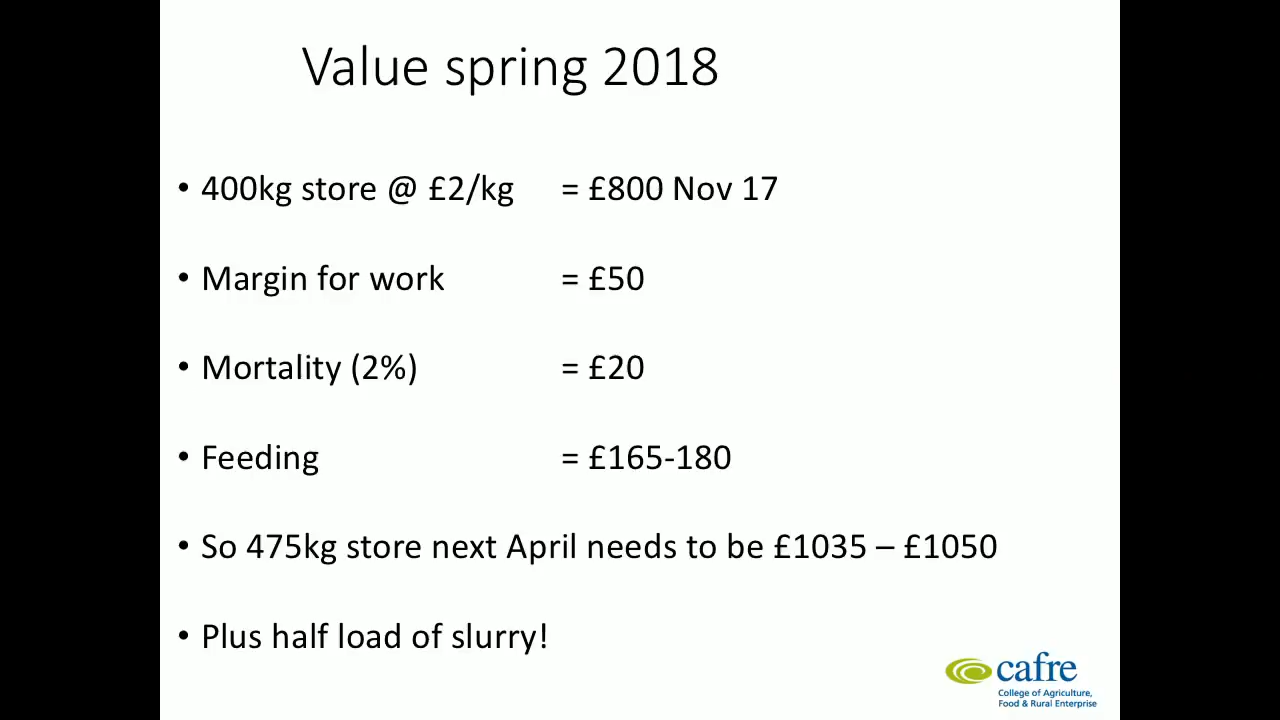 Value spring 2018
• 400kg store @ £2/kg = £800 Nov 17
• Margin for work = £50
• Mortality (2%) = £20
• Feeding = £165-180
• So 475kg store next April needs to be £1035 – £1050
• Plus half load of slurry!
cafre
College of Agriculture,
Food & Rural Enterprise